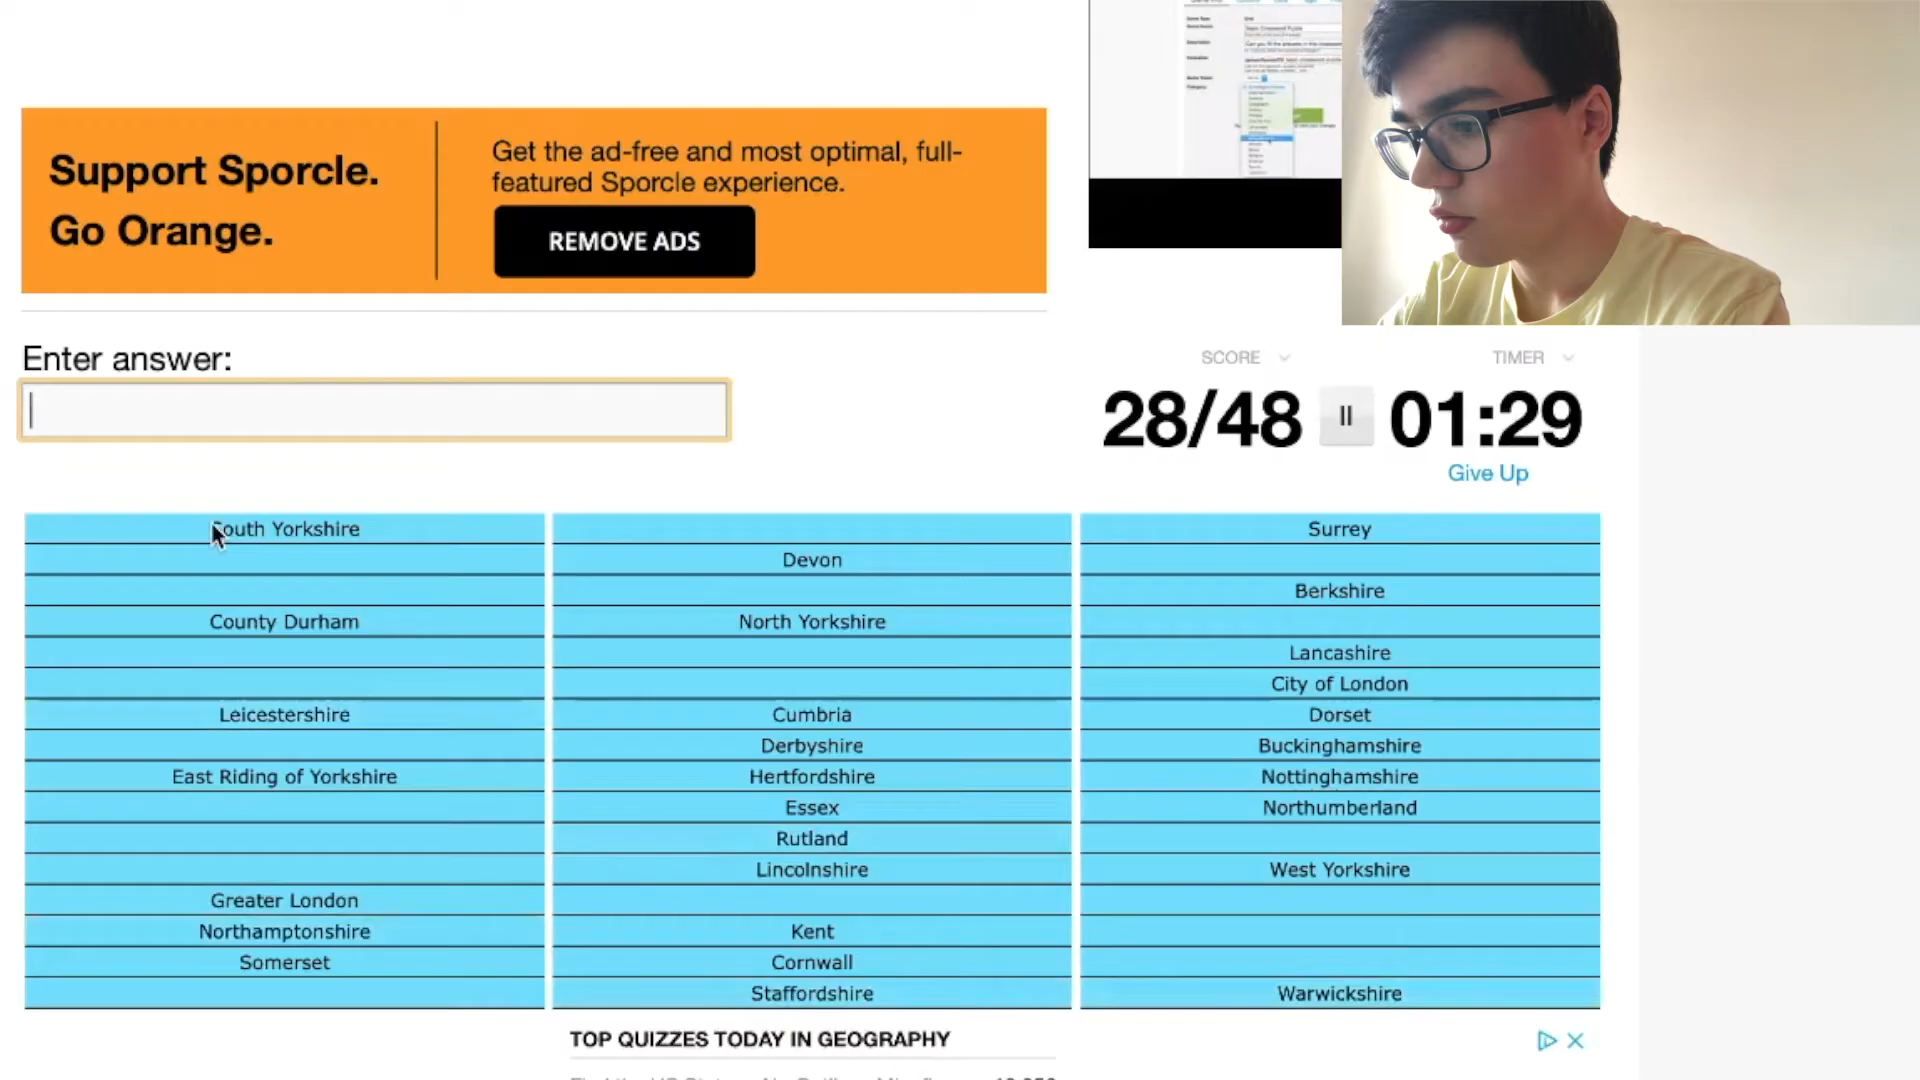 Support Sporcle.
Go Orange.
Get the ad-free and most optimal, full-
featured Sporcle experience.
REMOVE ADS
Enter answer:
SCORE
TIMER
28/48
01:29
Give Up
South Yorkshire
County Durham
Leicestershire
East Riding of Yorkshire
Greater London
Northamptonshire
Somerset
Devon
North Yorkshire
Cumbria
Derbyshire
Hertfordshire
Essex
Rutland
Lincolnshire
Kent
Cornwall
Staffordshire
Surrey
Berkshire
Lancashire
City of London
Dorset
Buckinghamshire
Nottinghamshire
Northumberland
West Yorkshire
Warwickshire
TOP QUIZZES TODAY IN GEOGRAPHY